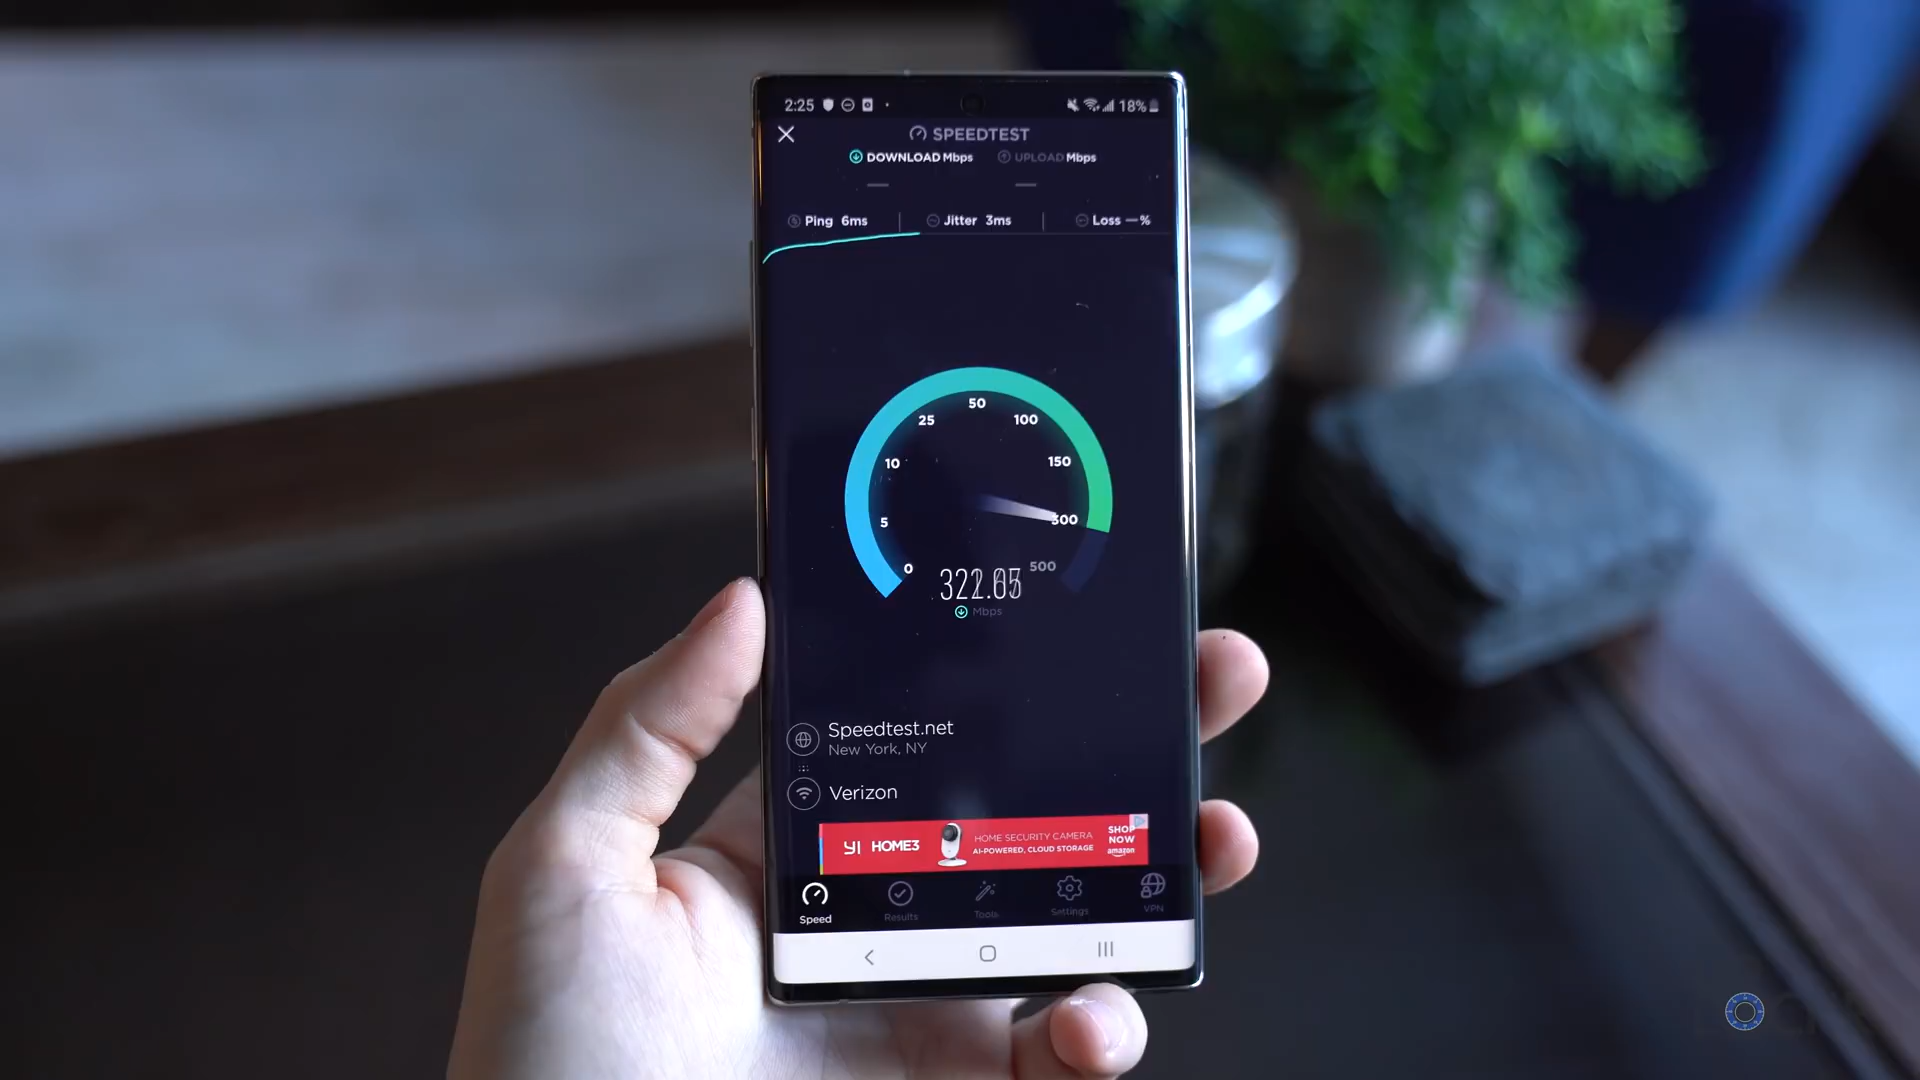 2:25 18%
SPEEDTEST
DOWNLOAD Mbps UPLOAD Mbps
— —
Ping 6ms Jitter 3ms Loss —%
50
25 100
10 150
5 300
0 500
Mbps
Speedtest.net
New York, NY
Verizon
YI HOME3 HOME SECURITY CAMERA
AI-POWERED, CLOUD STORAGE
SHOP
NOW
amazon
Speed Results Tools Settings VPN